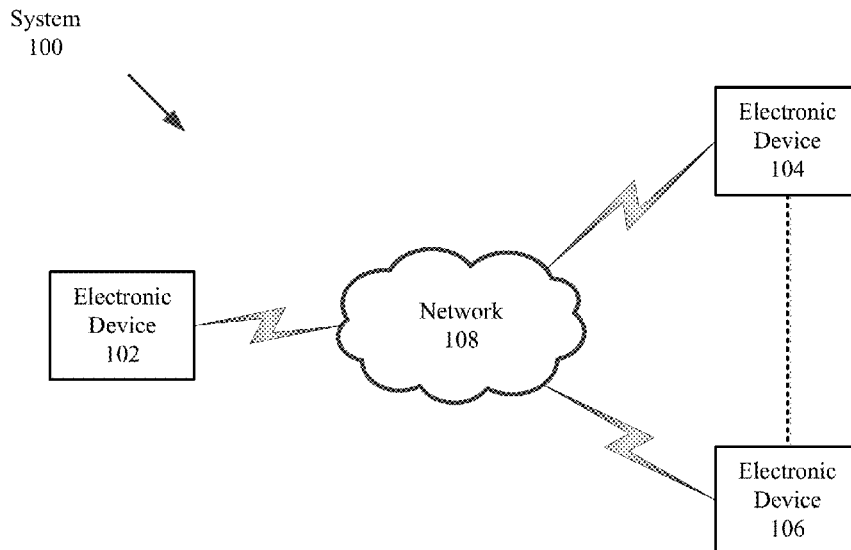 System
100
Electronic
Device
104
Electronic
Device
102
Network
108
Electronic
Device
106